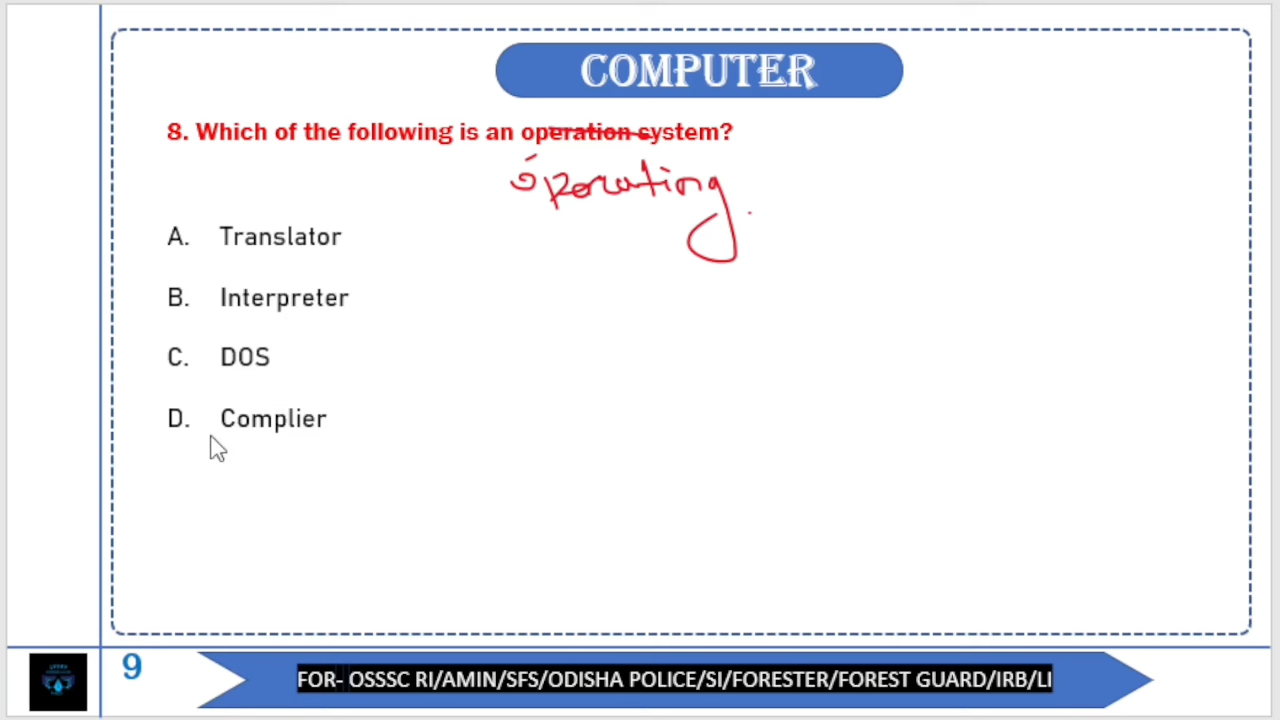 COMPUTER
8. Which of the following is an operation system?
operating
A. Translator
B. Interpreter
C. DOS
D. Complier
9
FOR- OSSSC RI/AMIN/SFS/ODISHA POLICE/SI/FORESTER/FOREST GUARD/IRB/LI